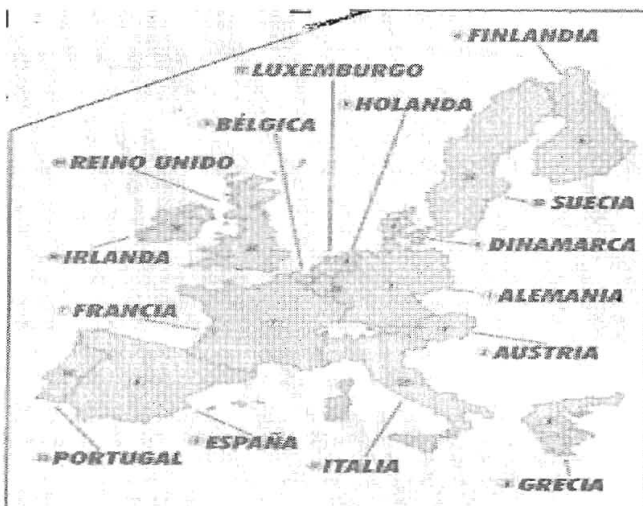 FINLANDIA
LUXEMBURGO
HOLANDA
BÉLGICA
REINO UNIDO
SUECIA
DINAMARCA
IRLANDA
ALEMANIA
FRANCIA
AUSTRIA
ESPAÑA
PORTUGAL
ITALIA
GRECIA